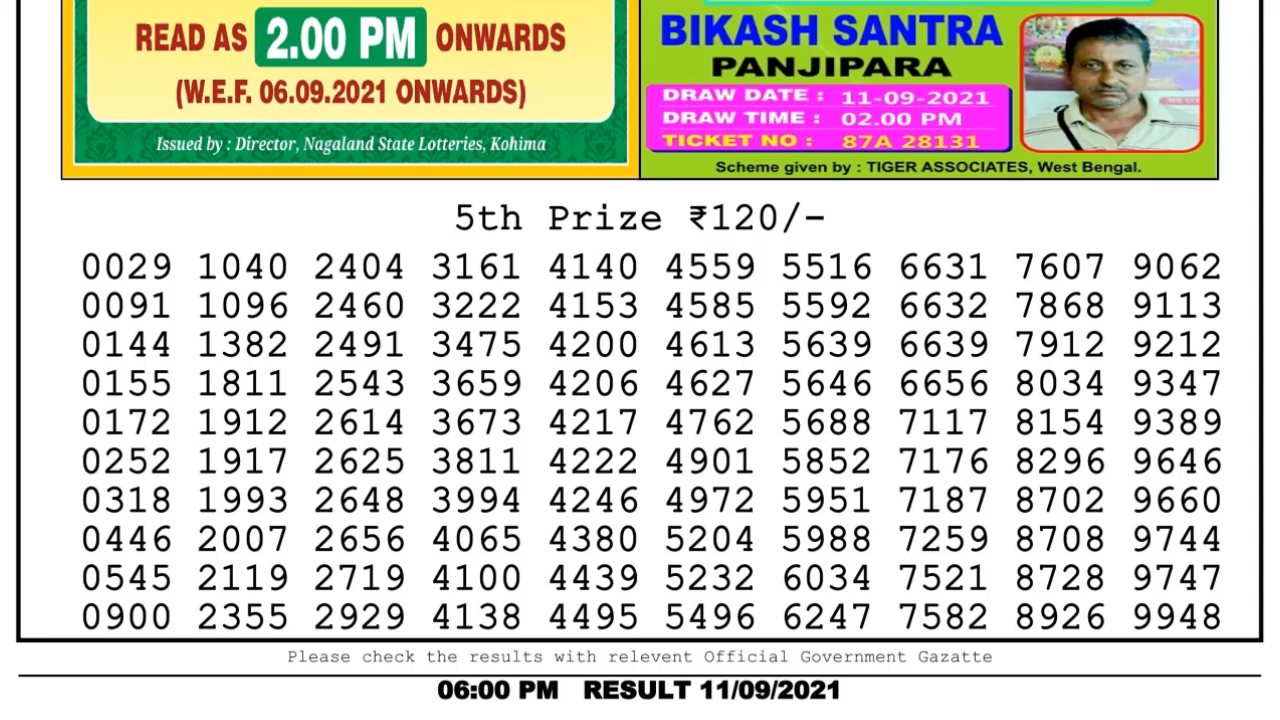 READ AS 2.00 PM ONWARDS
(W.E.F. 06.09.2021 ONWARDS)
Issued by : Director, Nagaland State Lotteries, Kohima
BIKASH SANTRA
PANJIPARA
DRAW DATE : 11-09-2021
DRAW TIME : 02.00 PM
TICKET NO : 87A 28131
Scheme given by : TIGER ASSOCIATES, West Bengal.
5th Prize ₹120/-
0029 1040 2404 3161 4140 4559 5516 6631 7607 9062
0091 1096 2460 3222 4153 4585 5592 6632 7868 9113
0144 1382 2491 3475 4200 4613 5639 6639 7912 9212
0155 1811 2543 3659 4206 4627 5646 6656 8034 9347
0172 1912 2614 3673 4217 4762 5688 7117 8154 9389
0252 1917 2625 3811 4222 4901 5852 7176 8296 9646
0318 1993 2648 3994 4246 4972 5951 7187 8702 9660
0446 2007 2656 4065 4380 5204 5988 7259 8708 9744
0545 2119 2719 4100 4439 5232 6034 7521 8728 9747
0900 2355 2929 4138 4495 5496 6247 7582 8926 9948
Please check the results with relevent Official Government Gazatte
06:00 PM RESULT 11/09/2021